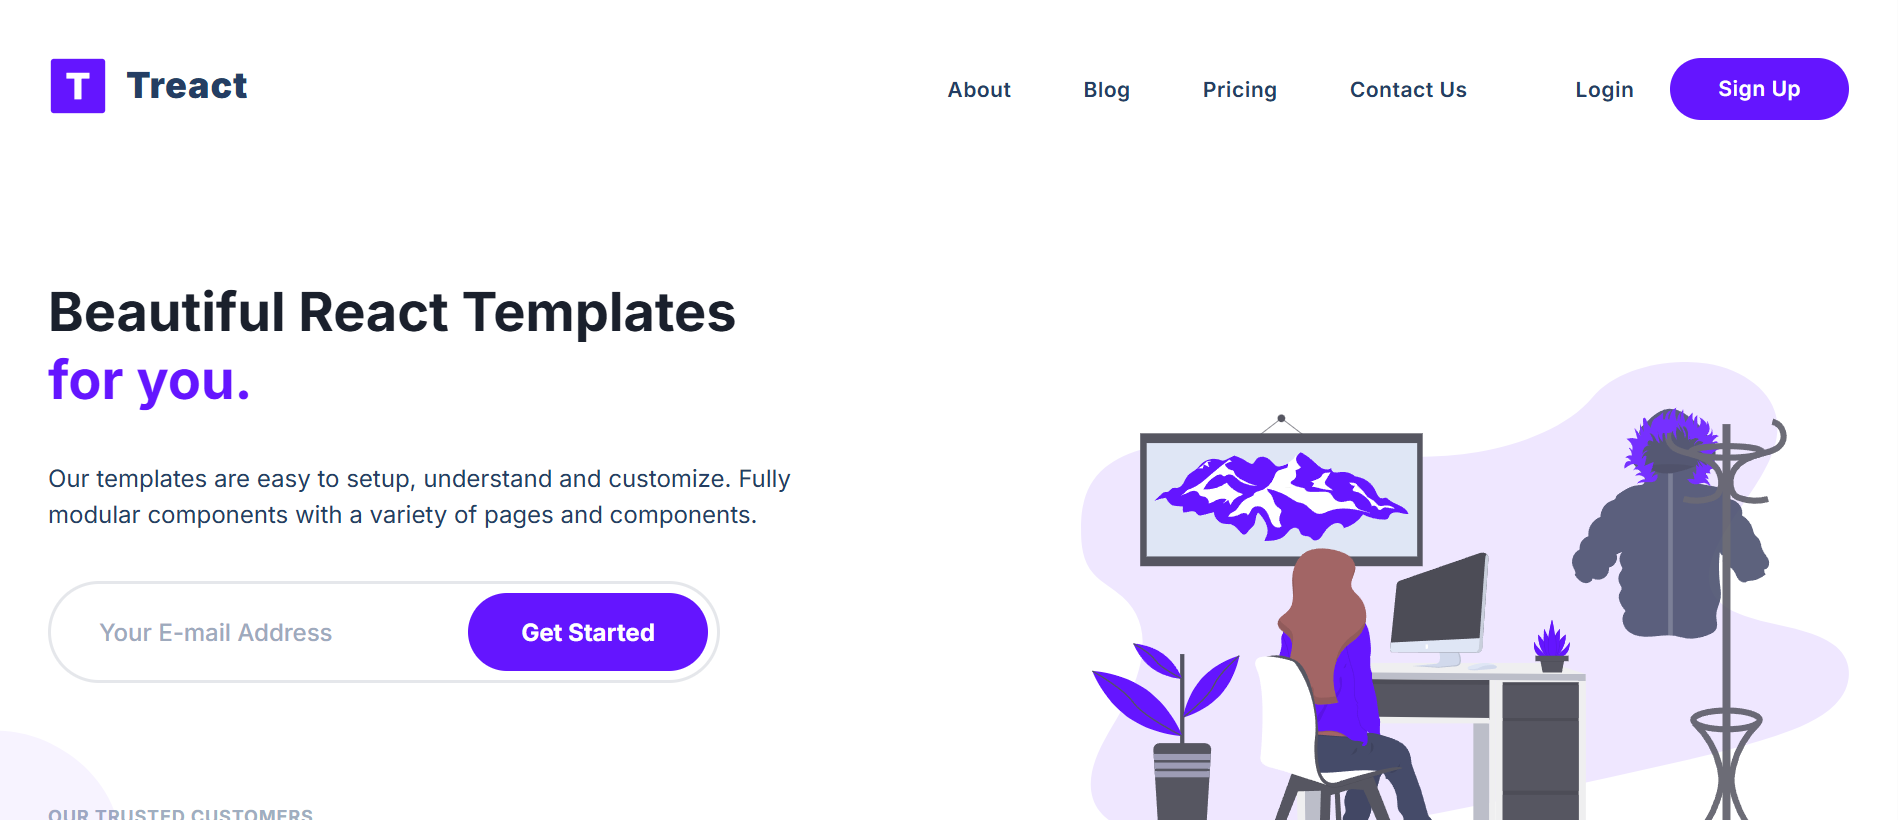 T Treact
About Blog Pricing Contact Us Login Sign Up
Beautiful React Templates
for you.
Our templates are easy to setup, understand and customize. Fully
modular components with a variety of pages and components.
Your E-mail Address Get Started
OUR TRUSTED CUSTOMERS